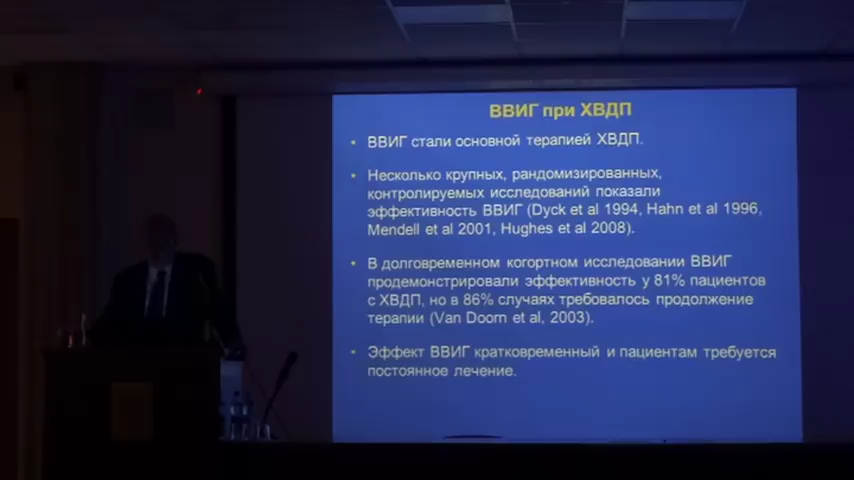 ВВИГ при ХВДП
• ВВИГ стали основной терапией ХВДП.
• Несколько крупных, рандомизированных,
контролируемых исследований показали
эффективность ВВИГ (Dyck et al 1994, Hahn et al 1996,
Mendell et al 2001, Hughes et al 2008).
• В долговременном когортном исследовании ВВИГ
продемонстрировали эффективность у 81% пациентов
с ХВДП, но в 86% случаях требовалось продолжение
терапии (Van Doorn et al, 2003).
• Эффект ВВИГ кратковременный и пациентам требуется
постоянное лечение.